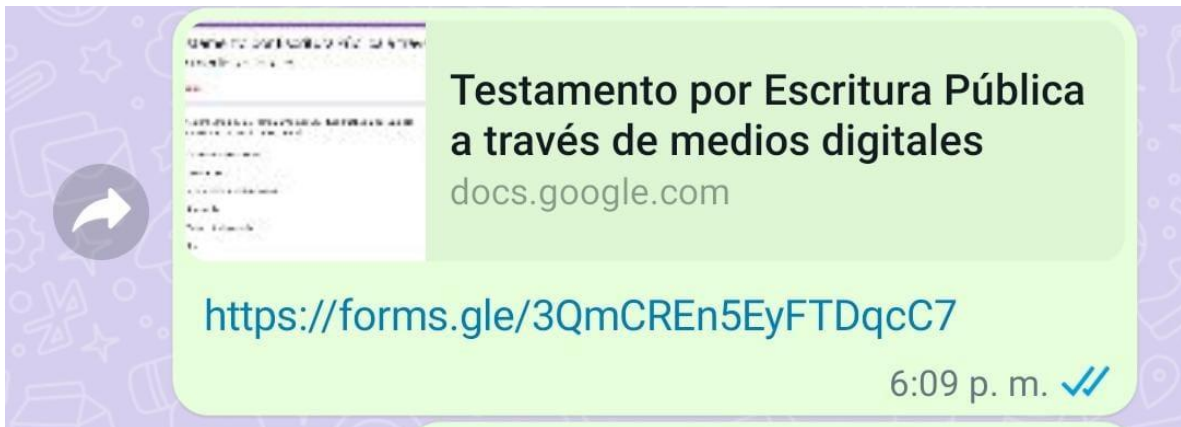 Testamento por Escritura Pública
a través de medios digitales
docs.google.com
https://forms.gle/3QmCREn5EyFTDqcC7
6:09 p. m.